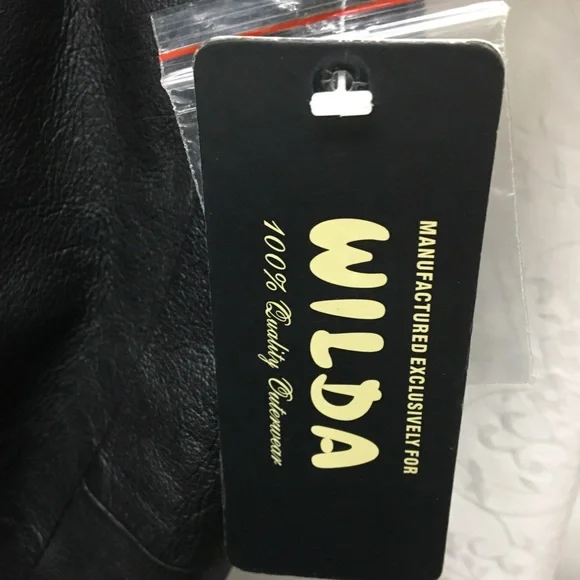 MANUFACTURED EXCLUSIVELY FOR
WILDA
100% Quality Outerwear